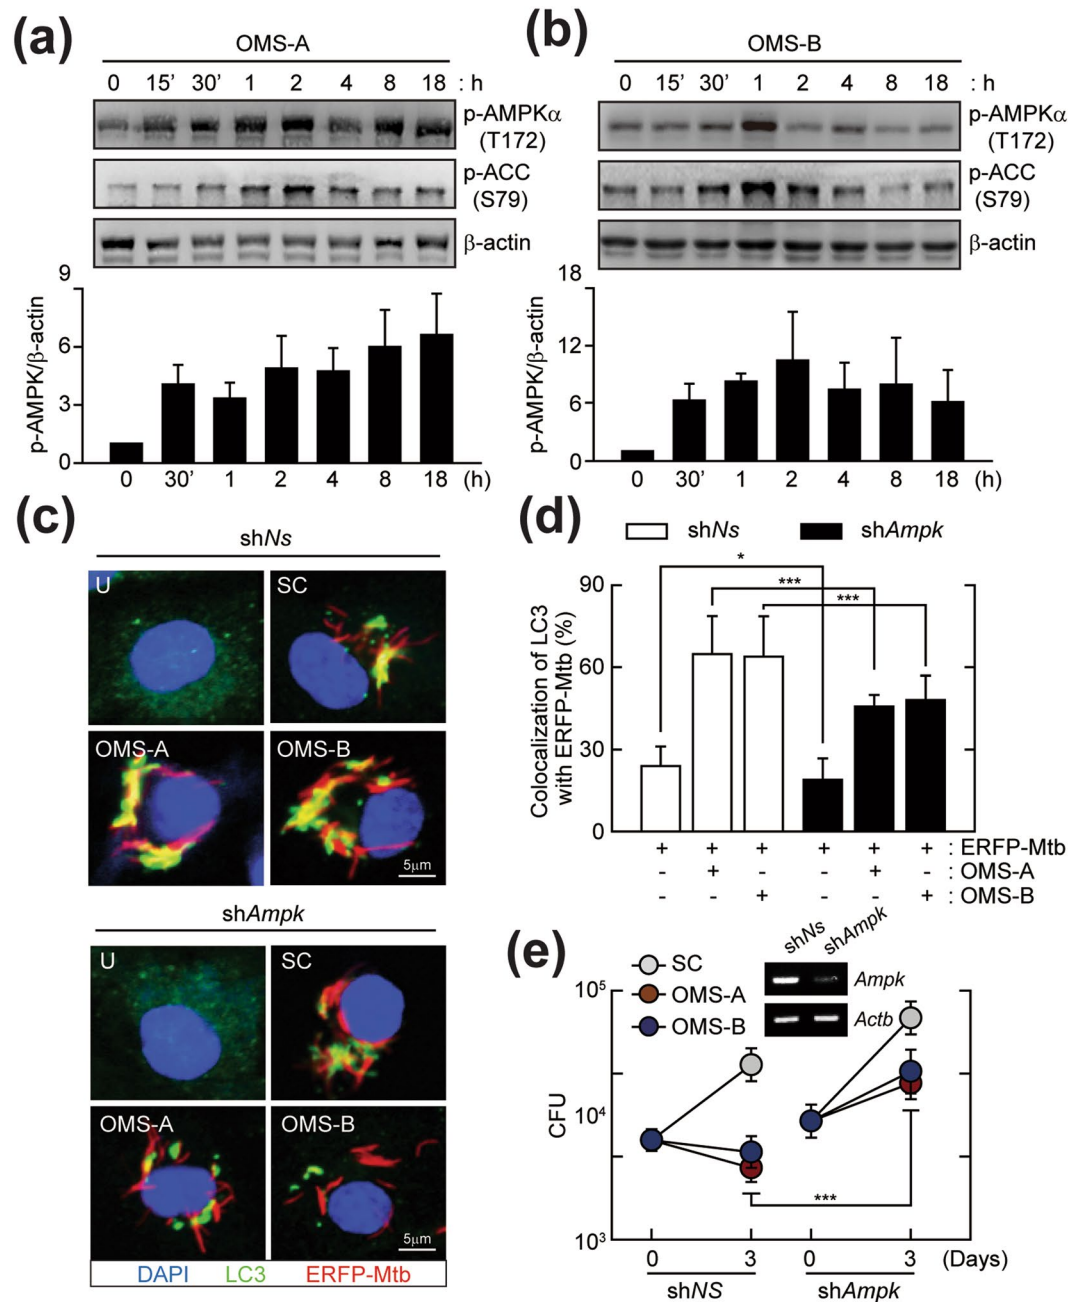 (a)
OMS-A
0 15' 30' 1 2 4 8 18 : h
p-AMPKα
(T172)
p-ACC
(S79)
β-actin
p-AMPK/β-actin
9
6
3
0
0 30' 1 2 4 8 18 (h)
(b)
OMS-B
0 15' 30' 1 2 4 8 18 : h
p-AMPKα
(T172)
p-ACC
(S79)
β-actin
p-AMPK/β-actin
18
12
6
0
0 30' 1 2 4 8 18 (h)
(c)
shNs
U SC
OMS-A OMS-B
5μm
shAmpk
U SC
OMS-A OMS-B
5μm
DAPI LC3 ERFP-Mtb
(d)
shNs shAmpk
Colocalization of LC3
with ERFP-Mtb (%)
90
60
30
0
*
***
***
+ + + + + + : ERFP-Mtb
- + - - + - : OMS-A
- - + - - + : OMS-B
(e)
SC
OMS-A
OMS-B
shNs shAmpk
Ampk
Actb
CFU
10⁵
10⁴
10³
***
0 3 0 3 (Days)
shNS shAmpk